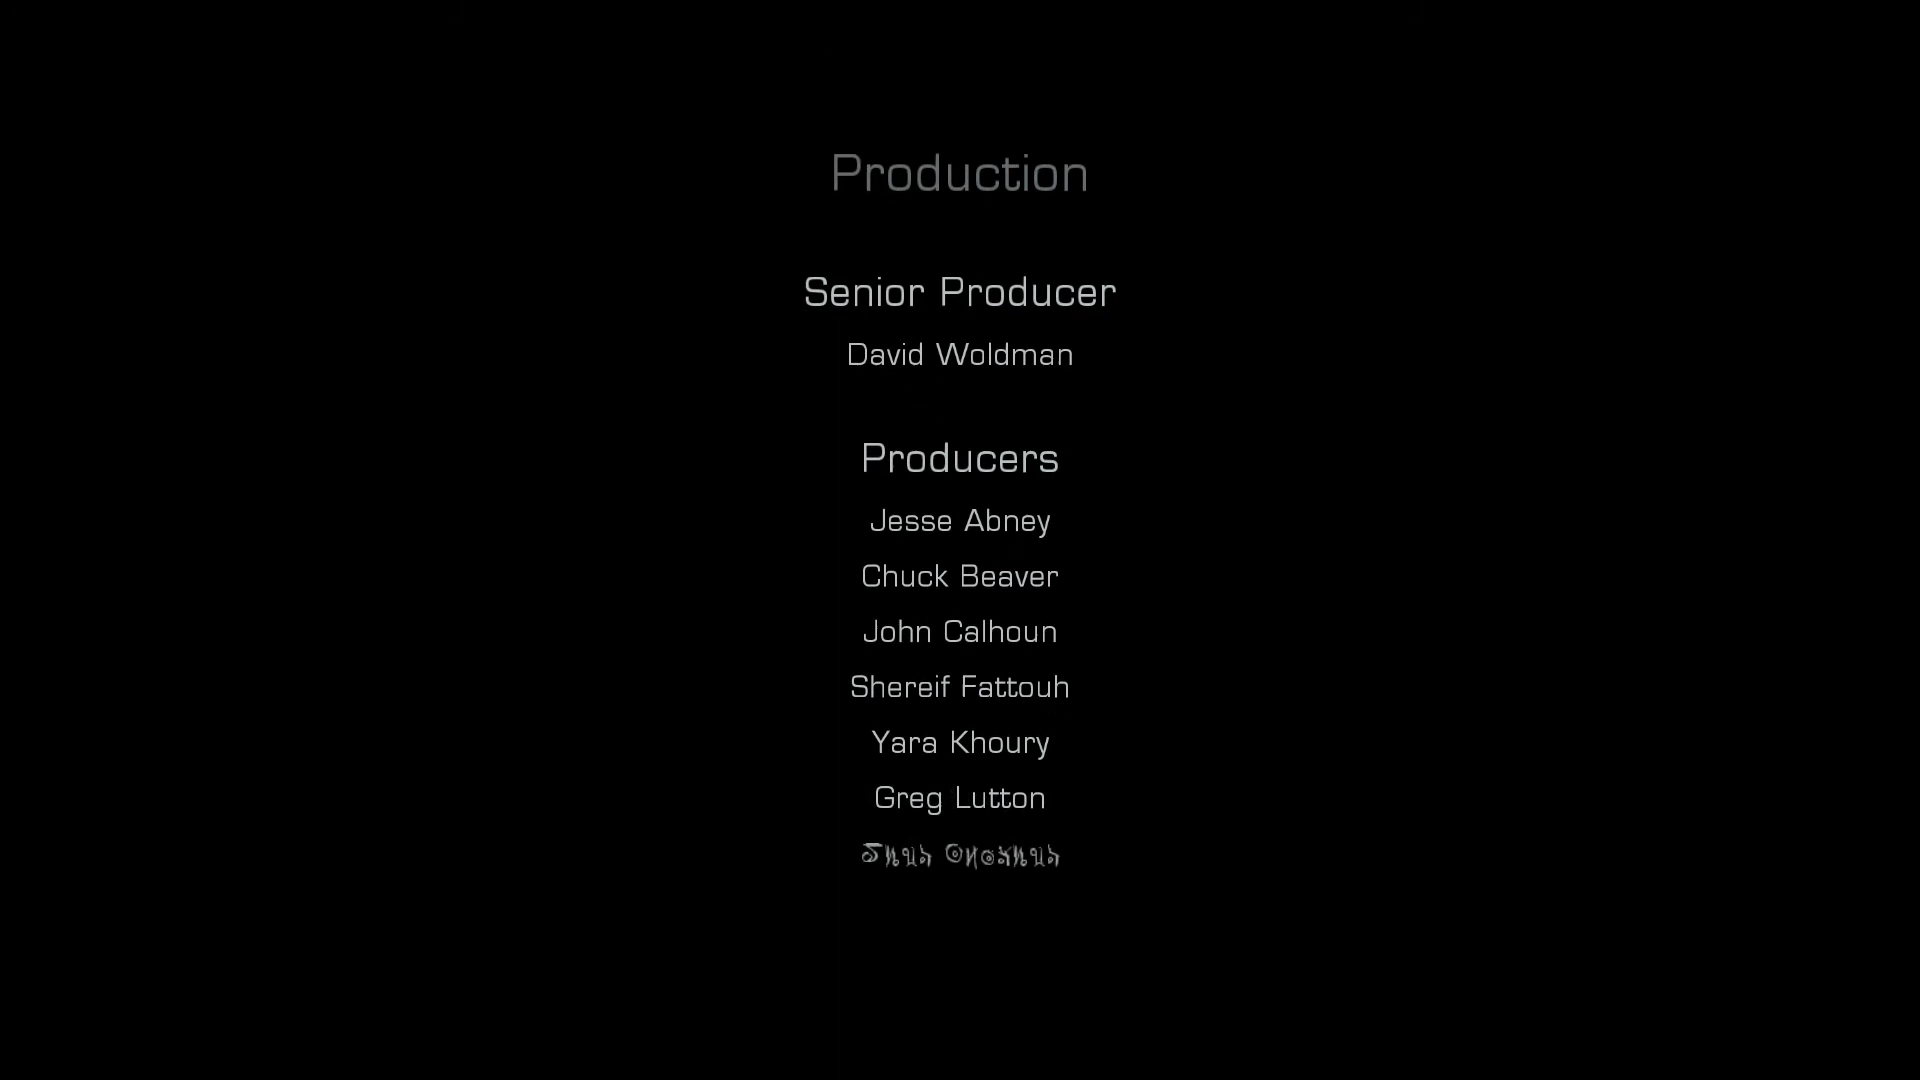 Production
Senior Producer
David Woldman
Producers
Jesse Abney
Chuck Beaver
John Calhoun
Shereif Fattouh
Yara Khoury
Greg Lutton